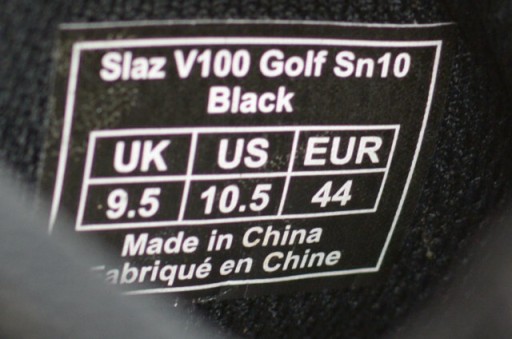 Slaz V100 Golf Sn10
Black
UK US EUR
9.5 10.5 44
Made in China
Fabriqué en Chine